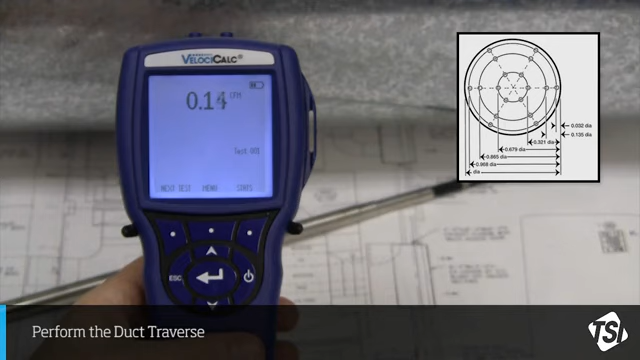 VELOCICALC®
0.14 CFM
Test 001
NEXT TEST MENU STATS
ESC
0.032 dia
0.135 dia
0.321 dia
0.679 dia
0.865 dia
0.968 dia
dia
Perform the Duct Traverse
TSI